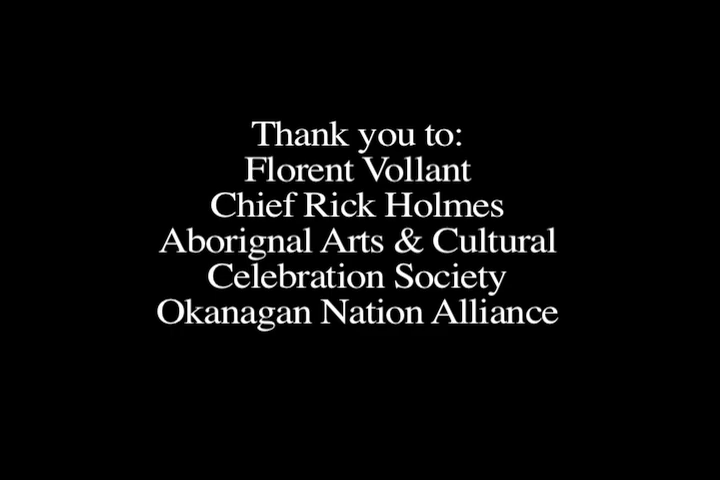 Thank you to:
Florent Vollant
Chief Rick Holmes
Aborignal Arts & Cultural
Celebration Society
Okanagan Nation Alliance